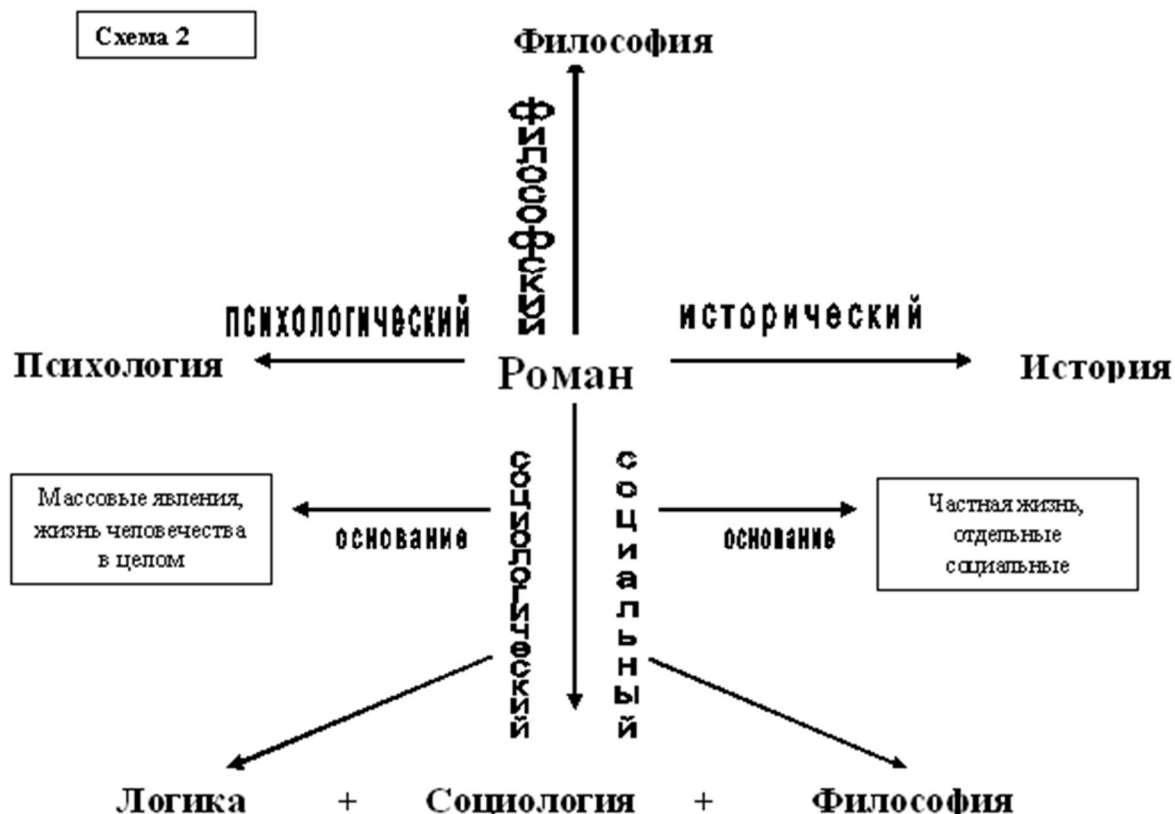 Схема 2
Философия
Философский
психологический
исторический
Психология
Роман
История
Массовые явления,
жизнь человечества
в целом
основание
социологический
социальный
основание
Частная жизнь,
отдельные
социальные
Логика + Социология + Философия